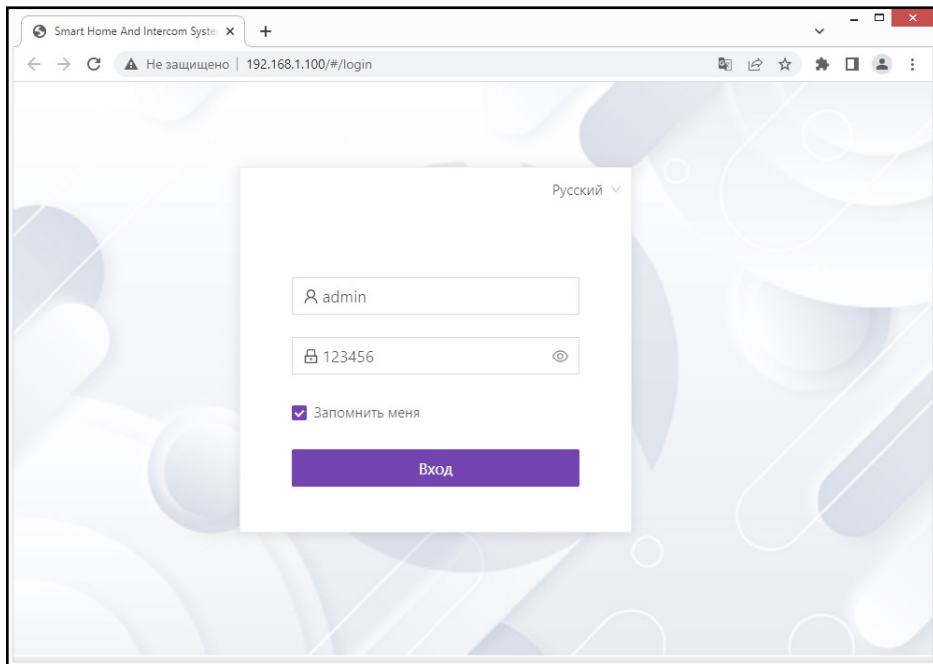 Smart Home And Intercom Syste
Не защищено | 192.168.1.100/#/login
Русский
admin
123456
Запомнить меня
Вход